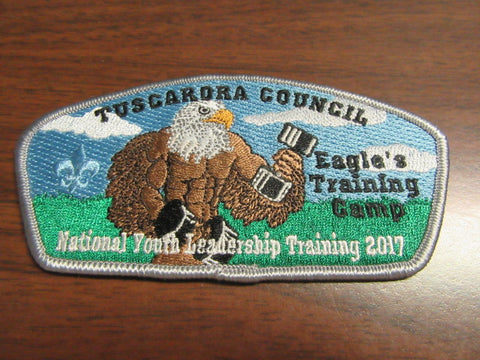 TUSCARORA COUNCIL
Eagle's
Training
Camp
National Youth Leadership Training 2017